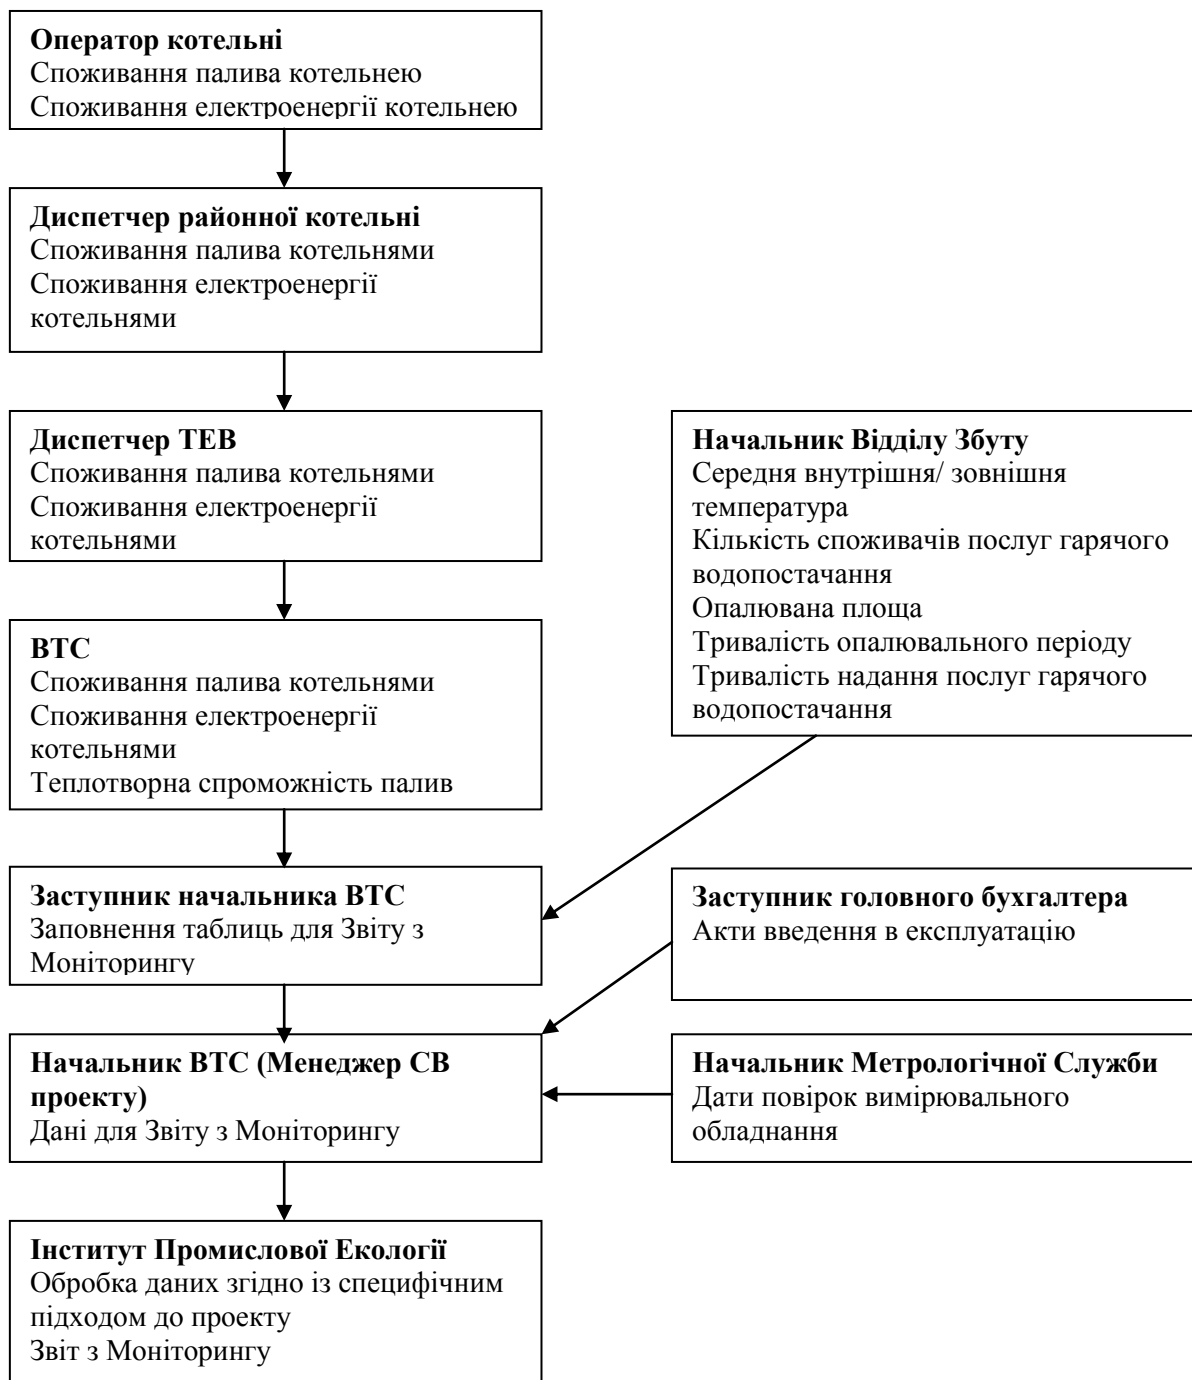 Оператор котельні
Споживання палива котельнею
Споживання електроенергії котельнею
Диспетчер районної котельні
Споживання палива котельнями
Споживання електроенергії
котельнями
Диспетчер ТЕВ
Споживання палива котельнями
Споживання електроенергії
котельнями
Начальник Відділу Збуту
Середня внутрішня/ зовнішня
температура
Кількість споживачів послуг гарячого
водопостачання
Опалювана площа
Тривалість опалювального періоду
Тривалість надання послуг гарячого
водопостачання
ВТС
Споживання палива котельнями
Споживання електроенергії
котельнями
Теплотворна спроможність палив
Заступник начальника ВТС
Заповнення таблиць для Звіту з
Моніторингу
Заступник головного бухгалтера
Акти введення в експлуатацію
Начальник ВТС (Менеджер СВ
проекту)
Дані для Звіту з Моніторингу
Начальник Метрологічної Служби
Дати повірок вимірювального
обладнання
Інститут Промислової Екології
Обробка даних згідно із специфічним
підходом до проекту
Звіт з Моніторингу